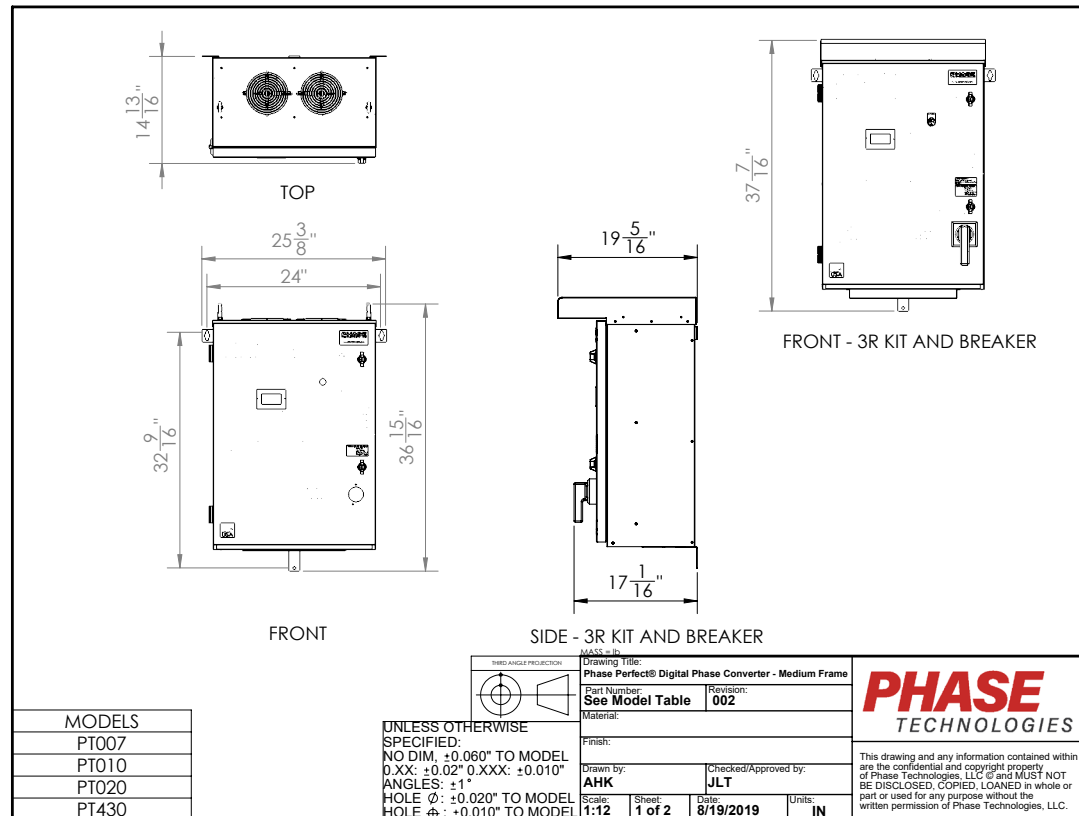 14 13/16"
TOP
25 3/8"
24"
32 9/16"
36 15/16"
FRONT
19 5/16"
17 1/16"
SIDE - 3R KIT AND BREAKER
37 7/16"
FRONT - 3R KIT AND BREAKER
PHASE
USA
MODELS
PT007
PT010
PT020
PT430
UNLESS OTHERWISE
SPECIFIED:
NO DIM, ±0.060" TO MODEL
0.XX: ±0.02" 0.XXX: ±0.010"
ANGLES: ±1°
HOLE Ø: ±0.020" TO MODEL
HOLE ⌖: ±0.010" TO MODEL
THIRD ANGLE PROJECTION
MASS = lb
Drawing Title:
Phase Perfect® Digital Phase Converter - Medium Frame
Part Number:
See Model Table
Revision:
002
Material:
Finish:
Drawn by:
AHK
Checked/Approved by:
JLT
Scale:
1:12
Sheet:
1 of 2
Date:
8/19/2019
Units:
IN
PHASE
TECHNOLOGIES
This drawing and any information contained within
are the confidential and copyright property
of Phase Technologies, LLC © and MUST NOT
BE DISCLOSED, COPIED, LOANED in whole or
part or used for any purpose without the
written permission of Phase Technologies, LLC.